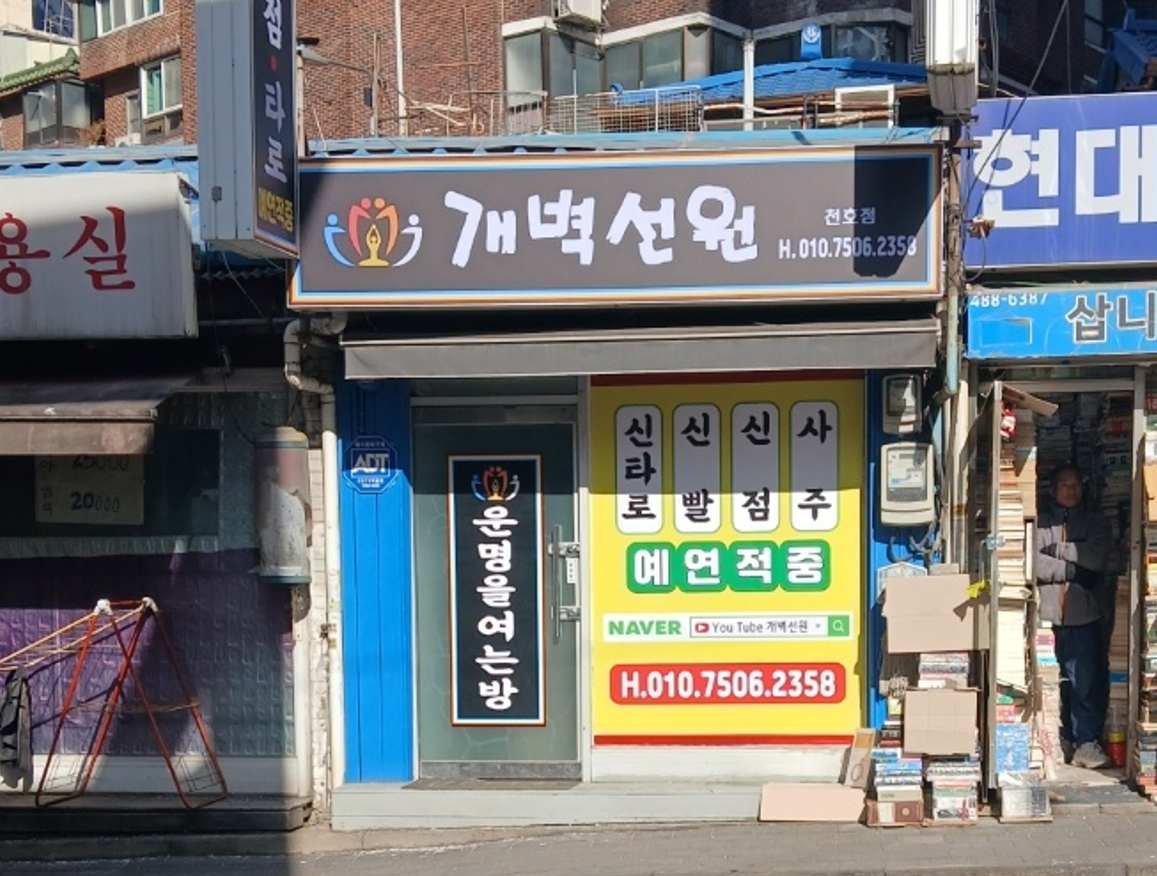 점·타로
예연적중
용실
개벽선원
천호점
H.010.7506.2358
현대
488-6387
삽니
ADT
25000
20000
운명을여는방
신타로
신빨
신점
사주
예연적중
NAVER
You Tube 개벽선원
H.010.7506.2358